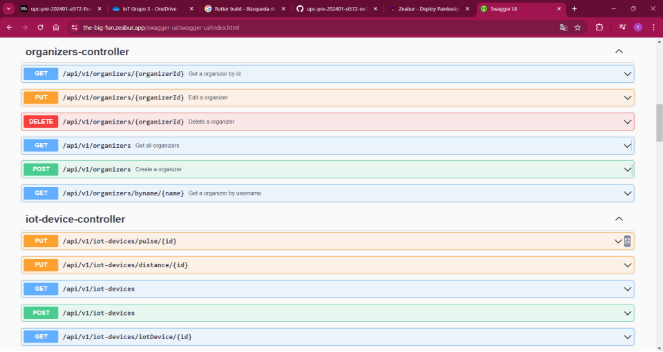 upc-pre-202401-si572-
IoT Grupo 3 - OneDrive
flutter build - Búsqueda de
upc-pre-202401-si572-
Zeabur - Deploy Painlessly
Swagger UI
the-big-fun.zeabur.app/swagger-ui/swagger-ui/index.html
organizers-controller
GET /api/v1/organizers/{organizerId} Get a organizer by id
PUT /api/v1/organizers/{organizerId} Edit a organizer
DELETE /api/v1/organizers/{organizerId} Delete a organizer
GET /api/v1/organizers Got all organizers
POST /api/v1/organizers Create a organizer
GET /api/v1/organizers/byname/{name} Get a organizer by username
iot-device-controller
PUT /api/v1/iot-devices/pulse/{id}
PUT /api/v1/iot-devices/distance/{id}
GET /api/v1/iot-devices
POST /api/v1/iot-devices
GET /api/v1/iot-devices/iotDevice/{id}